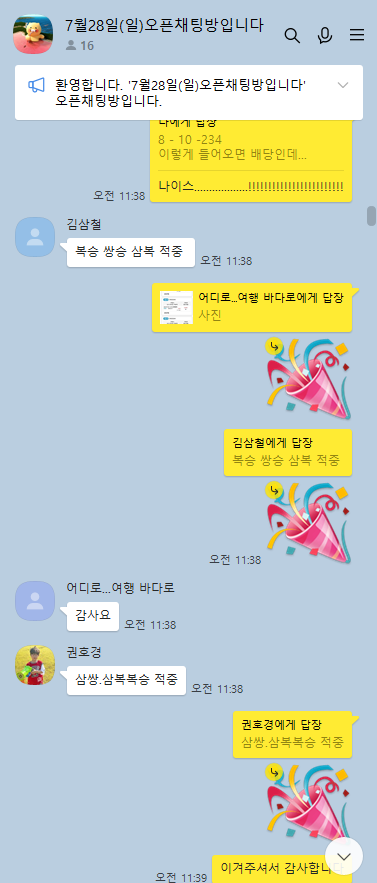 7월28일(일)오픈채팅방입니다
16
환영합니다. '7월28일(일)오픈채팅방입니다'
오픈채팅방입니다.
나에게 답장
8 - 10 -234
이렇게 들어오면 배당인데...
나이스..................!!!!!!!!!!!!!!!!!!!!!!!!
오전 11:38
김삼철
복승 쌍승 삼복 적중
오전 11:38
어디로...여행 바다로에게 답장
사진
김삼철에게 답장
복승 쌍승 삼복 적중
오전 11:38
어디로...여행 바다로
감사요
오전 11:38
권호경
삼쌍.삼복복승 적중
오전 11:38
권호경에게 답장
삼쌍.삼복복승 적중
이겨주셔서 감사합니다
오전 11:39